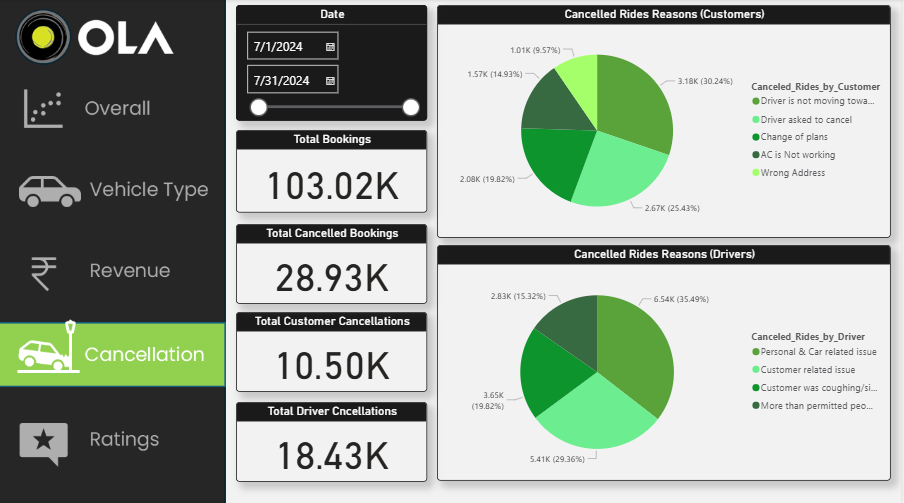 OLA
Overall
Vehicle Type
Revenue
Cancellation
Ratings
Date
7/1/2024
7/31/2024
Total Bookings
103.02K
Total Cancelled Bookings
28.93K
Total Customer Cancellations
10.50K
Total Driver Cncellations
18.43K
Cancelled Rides Reasons (Customers)
1.01K (9.57%)
1.57K (14.93%)
3.18K (30.24%)
2.08K (19.82%)
2.67K (25.43%)
Canceled_Rides_by_Customer
Driver is not moving towa...
Driver asked to cancel
Change of plans
AC is Not working
Wrong Address
Cancelled Rides Reasons (Drivers)
2.83K (15.32%)
6.54K (35.49%)
3.65K
(19.82%)
5.41K (29.36%)
Canceled_Rides_by_Driver
Personal & Car related issue
Customer related issue
Customer was coughing/si...
More than permitted peo...